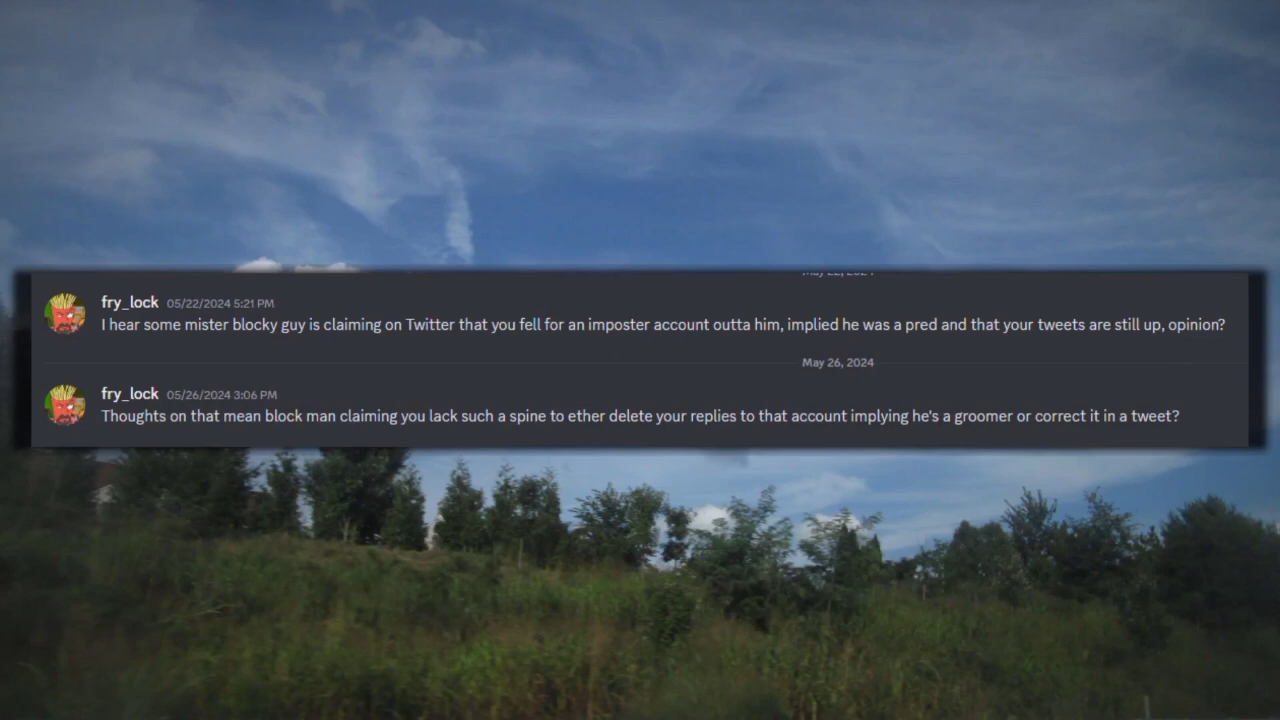 fry_lock 05/22/2024 5:21 PM
I hear some mister blocky guy is claiming on Twitter that you fell for an imposter account outta him, implied he was a pred and that your tweets are still up, opinion?
May 26, 2024
fry_lock 05/26/2024 3:06 PM
Thoughts on that mean block man claiming you lack such a spine to ether delete your replies to that account implying he's a groomer or correct it in a tweet?